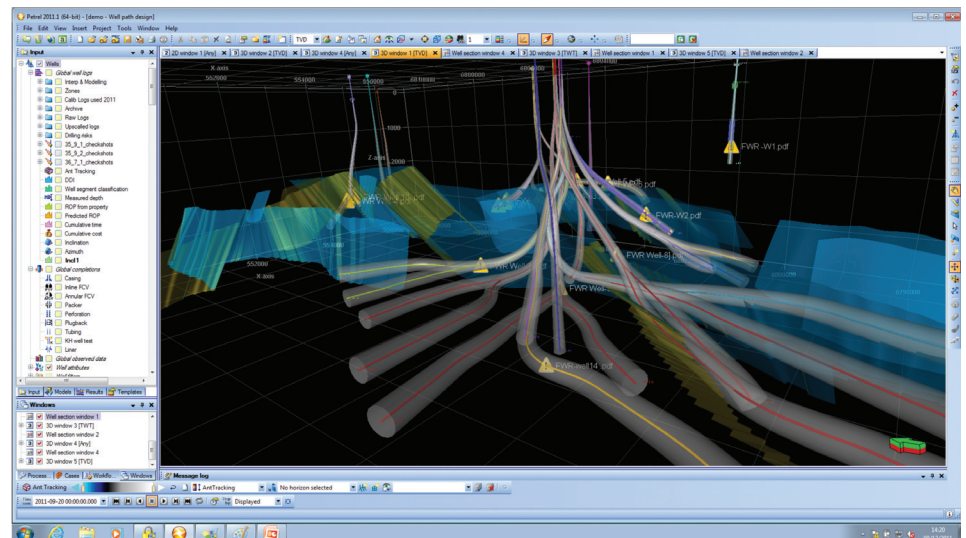 Petrel 2011.1 (64-bit) - [demo - Well path design]
File Edit View Insert Project Tools Window Help
TVD
1
Input
2D window 1 [Any]
3D window 2 [TVD]
3D window 4 [Any]
3D window 1 [TVD]
Well section window 4
3D window 3 [TWT]
Well section window 1
3D window 5 [TVD]
Well section window 2
Wells
Global well logs
Interp & Modelling
Zones
Calib Logs used 2011
Archive
Raw Logs
Upscaled logs
Drilling risks
35_9_1_checkshots
35_9_2_checkshots
36_7_1_checkshots
Ant Tracking
DDI
Well segment classification
Measured depth
ROP from property
Predicted ROP
Cumulative time
Cumulative cost
Inclination
Azimuth
Incl1
Global completions
Casing
Inline FCV
Annular FCV
Packer
Perforation
Plugback
Tubing
KH well test
Liner
Global observed data
Well attributes
Input Models Results Templates
X-axis
552000
554000
0
-1000
Z-axis
-2000
FWR-W1.pdf
FWR-W2.pdf
557000
X-axis
FWR-well14 .pdf
Windows
Well section window 1
3D window 3 [TWT]
Well section window 2
3D window 4 [Any]
Well section window 4
3D window 5 [TVD]
Process... Cases Workflo... Windows
Message log
Ant Tracking
AntTracking
No horizon selected
2011-09-20 00:00:00.000
Displayed
14:20